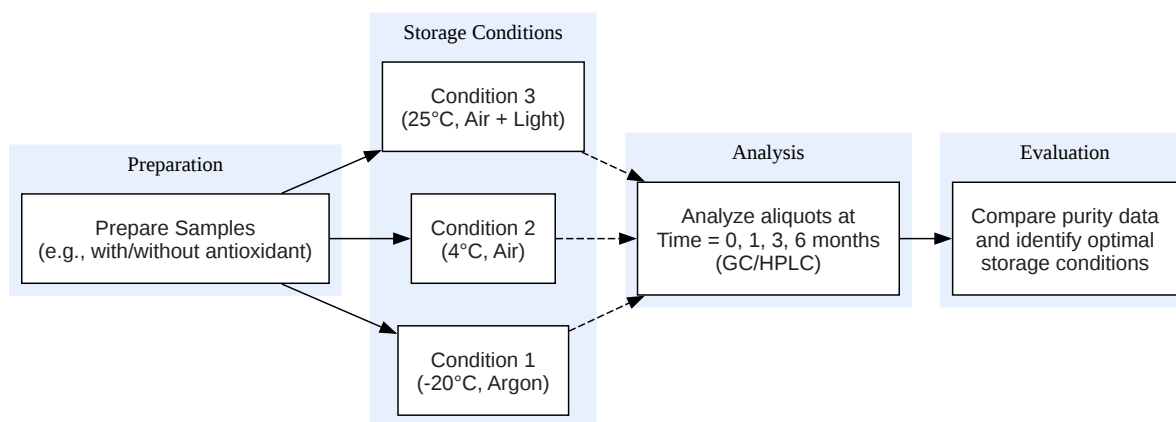 Preparation
Prepare Samples
(e.g., with/without antioxidant)
Storage Conditions
Condition 3
(25°C, Air + Light)
Condition 2
(4°C, Air)
Condition 1
(-20°C, Argon)
Analysis
Analyze aliquots at
Time = 0, 1, 3, 6 months
(GC/HPLC)
Evaluation
Compare purity data
and identify optimal
storage conditions